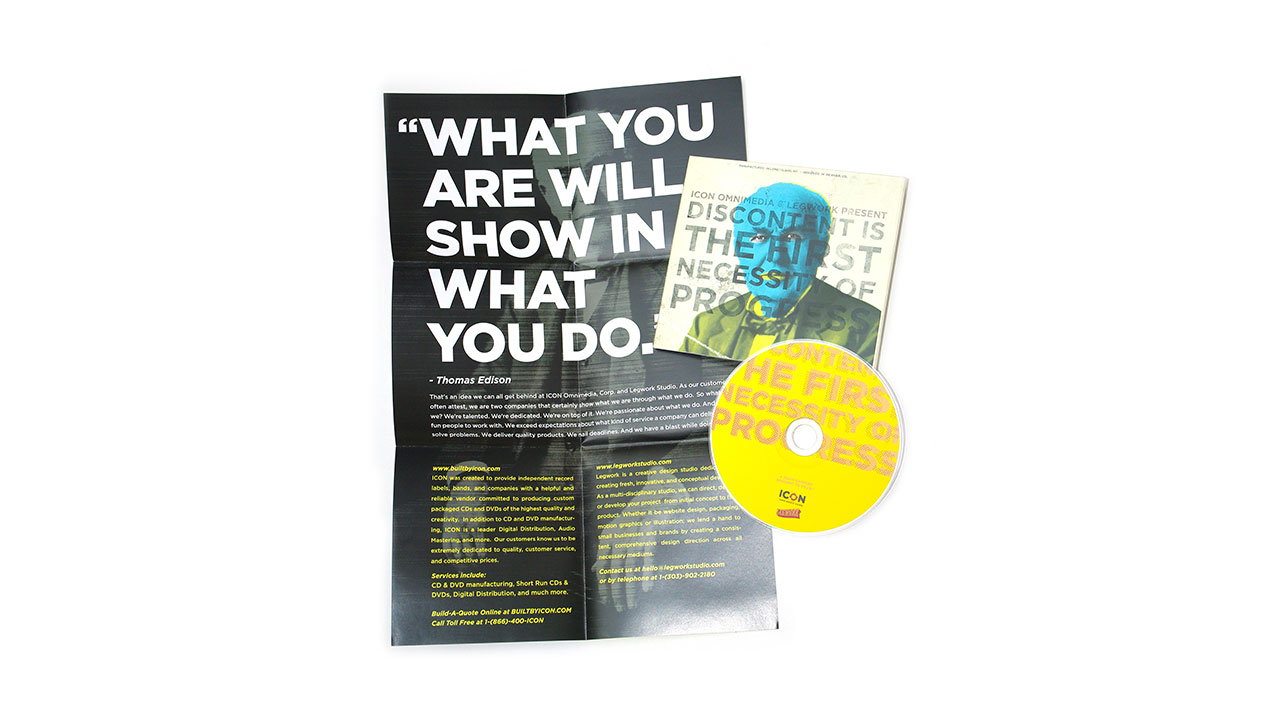 “WHAT YOU
ARE WILL
SHOW IN
WHAT
YOU DO.
- Thomas Edison
That's an idea we can all get behind at ICON Omnimedia, Corp. and Legwork Studio. As our custome
often attest, we are two companies that certainly show what we are through what we do. So wha
we? We're talented. We're dedicated. We're on top of it. We're passionate about what we do. And
fun people to work with. We exceed expectations about what kind of service a company can del
solve problems. We deliver quality products. We nail deadlines. And we have a blast while doin
www.builtbyicon.com
ICON was created to provide independent record
labels, bands, and companies with a helpful and
reliable vendor committed to producing custom
packaged CDs and DVDs of the highest quality and
creativity. In addition to CD and DVD manufactur-
ing, ICON is a leader Digital Distribution, Audio
Mastering, and more. Our customers know us to be
extremely dedicated to quality, customer service,
and competitive prices.
Services Include:
CD & DVD manufacturing, Short Run CDs &
DVDs, Digital Distribution, and much more.
Build-A-Quote Online at BUILTBYICON.COM
Call Toll Free at 1-(866)-400-ICON
www.legworkstudio.com
Legwork is a creative design studio dedic
creating fresh, innovative, and conceptual de
As a multi-disciplinary studio, we can direct, de
or develop your project from initial concept to
product. Whether it be website design, packaging,
motion graphics or illustration; we lend a hand to
small businesses and brands by creating a consis-
tent, comprehensive design direction across all
necessary mediums.
Contact us at hello@legworkstudio.com
or by telephone at 1-(303)-902-2180
ICON OMNIMEDIA & LEGWORK PRESENT
DISCONTENT IS
THE FIRST
NECESSITY OF
PROGRESS
CONTENT
THE FIRS
NECESSITY OF
PROGRESS
ICON